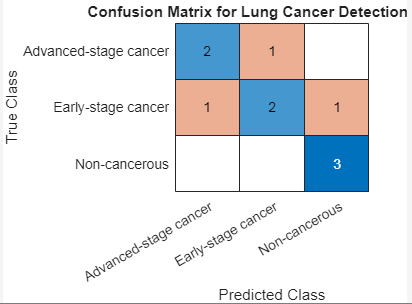 Confusion Matrix for Lung Cancer Detection
True Class
Advanced-stage cancer 2 1
Early-stage cancer 1 2 1
Non-cancerous 3
Advanced-stage cancer
Early-stage cancer
Non-cancerous
Predicted Class